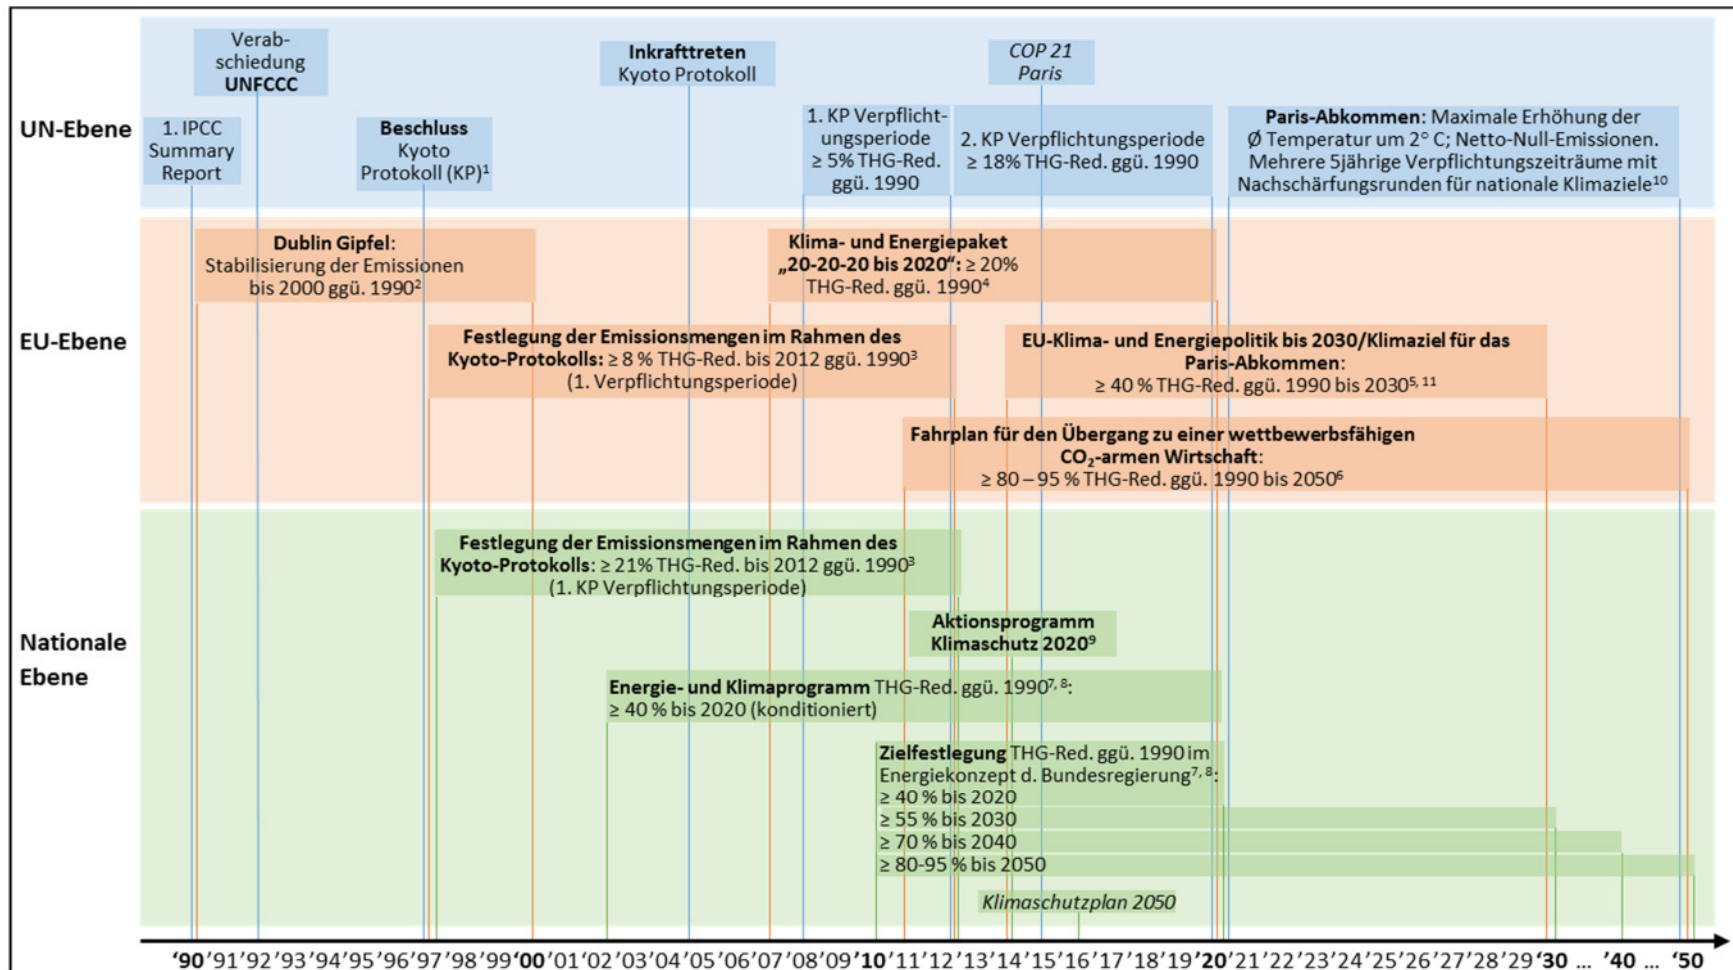 Verab-
schiedung
UNFCCC
Inkrafttreten
Kyoto Protokoll
COP 21
Paris
UN-Ebene
1. IPCC
Summary
Report
Beschluss
Kyoto
Protokoll (KP)¹
1. KP Verpflicht-
ungsperiode
≥ 5% THG-Red.
ggü. 1990
2. KP Verpflichtungsperiode
≥ 18% THG-Red. ggü. 1990
Paris-Abkommen: Maximale Erhöhung der
Ø Temperatur um 2° C; Netto-Null-Emissionen.
Mehrere 5jährige Verpflichtungszeiträume mit
Nachschärfungsrunden für nationale Klimaziele¹⁰
EU-Ebene
Dublin Gipfel:
Stabilisierung der Emissionen
bis 2000 ggü. 1990²
Klima- und Energiepaket
„20-20-20 bis 2020“: ≥ 20%
THG-Red. ggü. 1990⁴
Festlegung der Emissionsmengen im Rahmen des
Kyoto-Protokolls: ≥ 8 % THG-Red. bis 2012 ggü. 1990³
(1. Verpflichtungsperiode)
EU-Klima- und Energiepolitik bis 2030/Klimaziel für das
Paris-Abkommen:
≥ 40 % THG-Red. ggü. 1990 bis 2030⁵, ¹¹
Fahrplan für den Übergang zu einer wettbewerbsfähigen
CO₂-armen Wirtschaft:
≥ 80 – 95 % THG-Red. ggü. 1990 bis 2050⁶
Nationale
Ebene
Festlegung der Emissionsmengen im Rahmen des
Kyoto-Protokolls: ≥ 21% THG-Red. bis 2012 ggü. 1990³
(1. KP Verpflichtungsperiode)
Aktionsprogramm
Klimaschutz 2020⁹
Energie- und Klimaprogramm THG-Red. ggü. 1990⁷, ⁸:
≥ 40 % bis 2020 (konditioniert)
Zielfestlegung THG-Red. ggü. 1990 im
Energiekonzept d. Bundesregierung⁷, ⁸:
≥ 40 % bis 2020
≥ 55 % bis 2030
≥ 70 % bis 2040
≥ 80-95 % bis 2050
Klimaschutzplan 2050
‘90 ’91 ’92 ’93 ’94 ’95 ’96 ’97 ’98 ’99 ’00 ’01 ’02 ’03 ’04 ’05 ’06 ’07 ’08 ’09 ’10 ’11 ’12 ’13 ’14 ’15 ’16 ’17 ’18 ’19 ’20 ’21 ’22 ’23 ’24 ’25 ’26 ’27 ’28 ’29 ’30 ... ’40 ... ’50